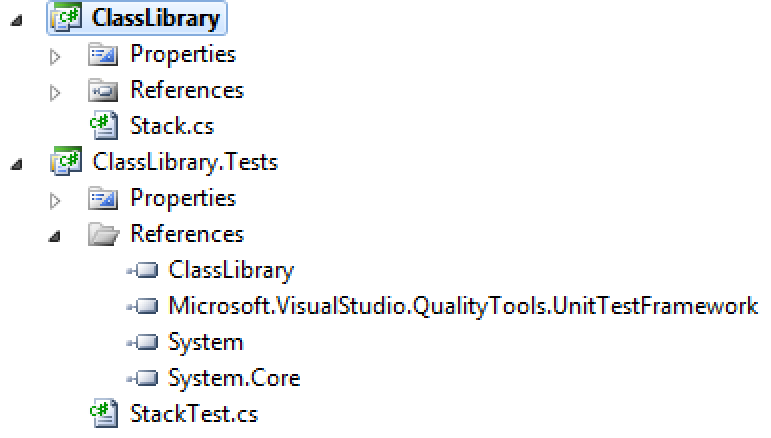 ClassLibrary
Properties
References
Stack.cs
ClassLibrary.Tests
Properties
References
ClassLibrary
Microsoft.VisualStudio.QualityTools.UnitTestFramework
System
System.Core
StackTest.cs